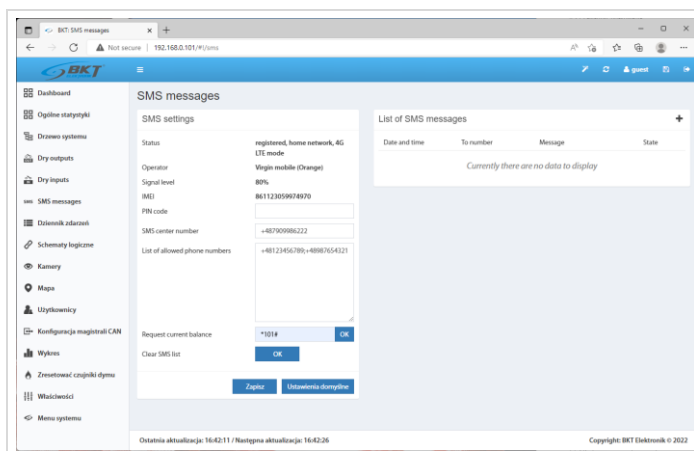 BKT: SMS messages
Not secure | 192.168.0.101/#!/sms
BKT
guest
Dashboard
Ogólne statystyki
Drzewo systemu
Dry outputs
Dry inputs
SMS SMS messages
Dziennik zdarzeń
Schematy logiczne
Kamery
Mapa
Użytkownicy
Konfiguracja magistrali CAN
Wykres
Zresetować czujniki dymu
Właściwości
Menu systemu
SMS messages
SMS settings
Status registered, home network, 4G
LTE mode
Operator Virgin mobile (Orange)
Signal level 80%
IMEI 861123059974970
PIN code
SMS center number +487909986222
List of allowed phone numbers +48123456789;+48987654321
Request current balance *101# OK
Clear SMS list OK
Zapisz Ustawienia domyślne
List of SMS messages
Date and time To number Message State
Currently there are no data to display
Ostatnia aktualizacja: 16:42:11 / Następna aktualizacja: 16:42:26
Copyright: BKT Elektronik © 2022